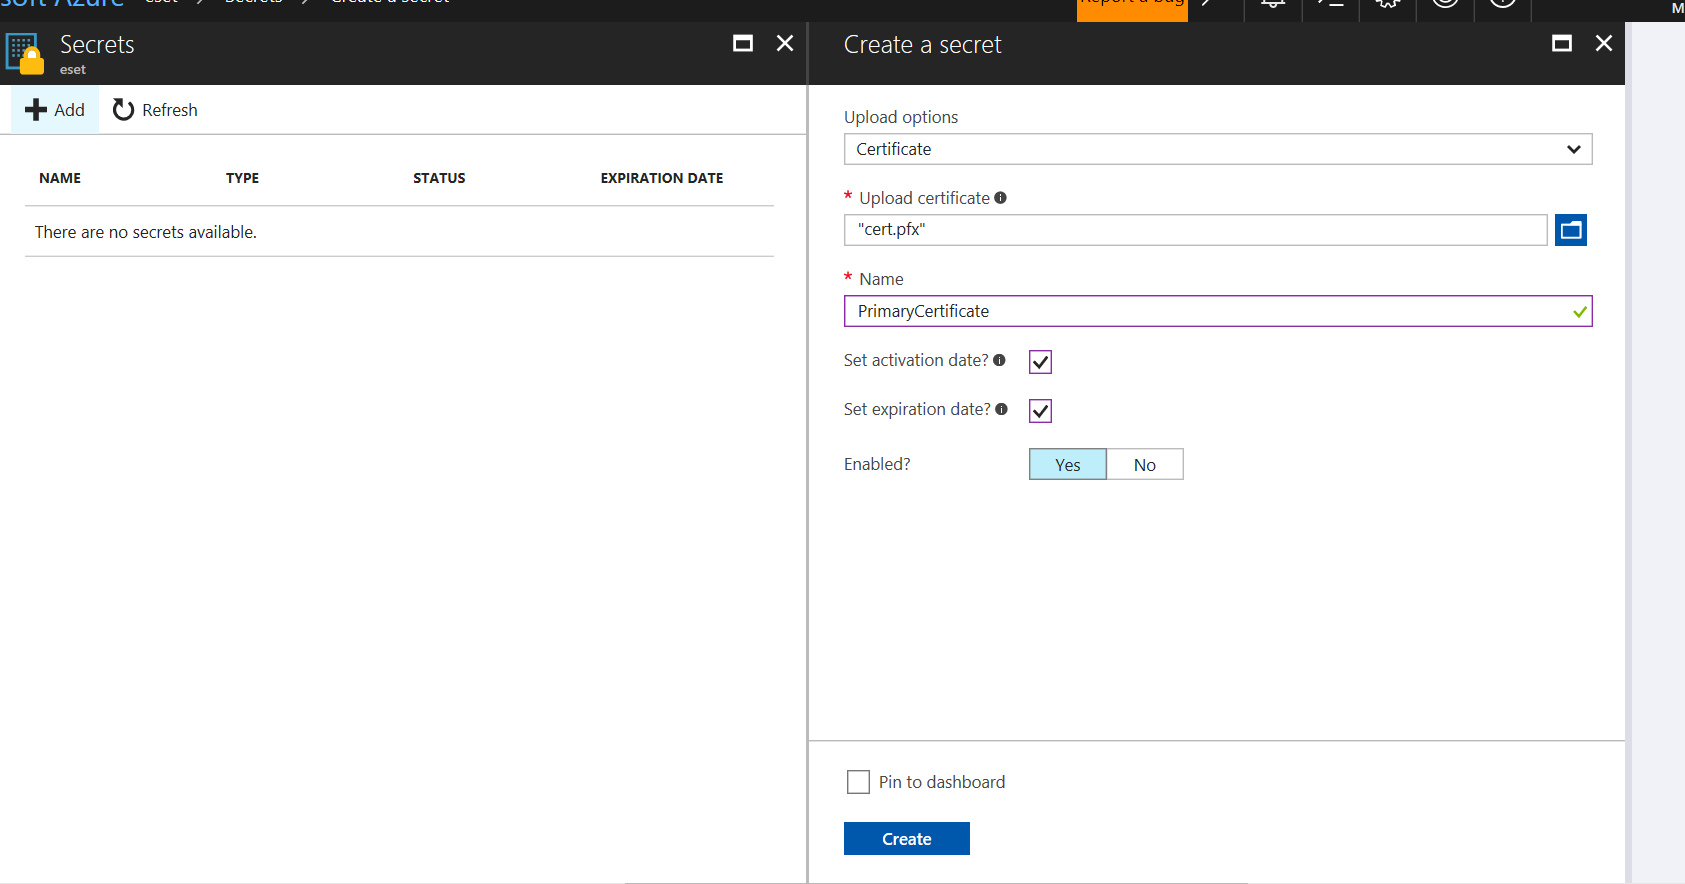 soft Azure eset Secrets Create a secret Report a bug M
Secrets
eset
Add Refresh
NAME TYPE STATUS EXPIRATION DATE
There are no secrets available.
Create a secret
Upload options
Certificate
* Upload certificate
"cert.pfx"
* Name
PrimaryCertificate
Set activation date?
Set expiration date?
Enabled? Yes No
Pin to dashboard
Create